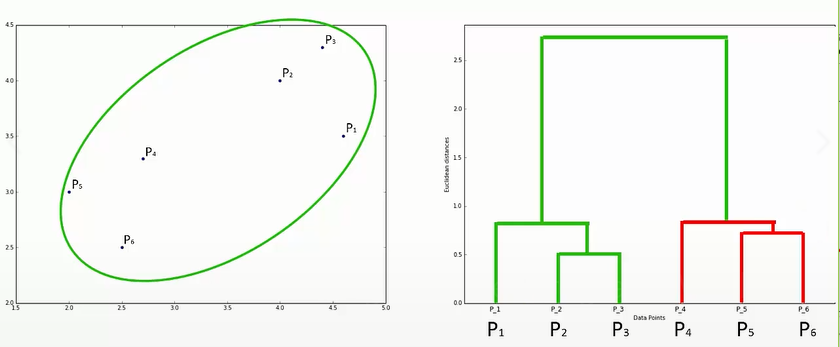 4.5
4.0
3.5
3.0
2.5
2.0
1.5 2.0 2.5 3.0 3.5 4.0 4.5 5.0
P3
P2
P1
P4
P5
P6
2.5
2.0
1.5
1.0
0.5
0.0
Euclidean distances
P_1 P_2 P_3 P_4 P_5 P_6
Data Points
P1 P2 P3 P4 P5 P6